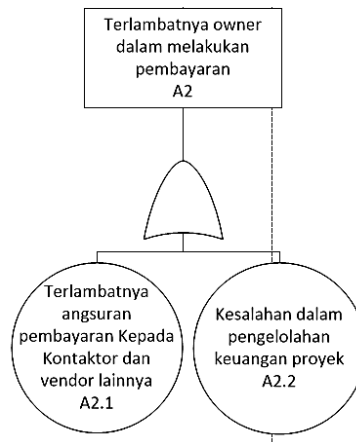 Terlambatnya owner
dalam melakukan
pembayaran
A2
Terlambatnya
angsuran
pembayaran Kepada
Kontaktor dan
vendor lainnya
A2.1
Kesalahan dalam
pengelolahan
keuangan proyek
A2.2